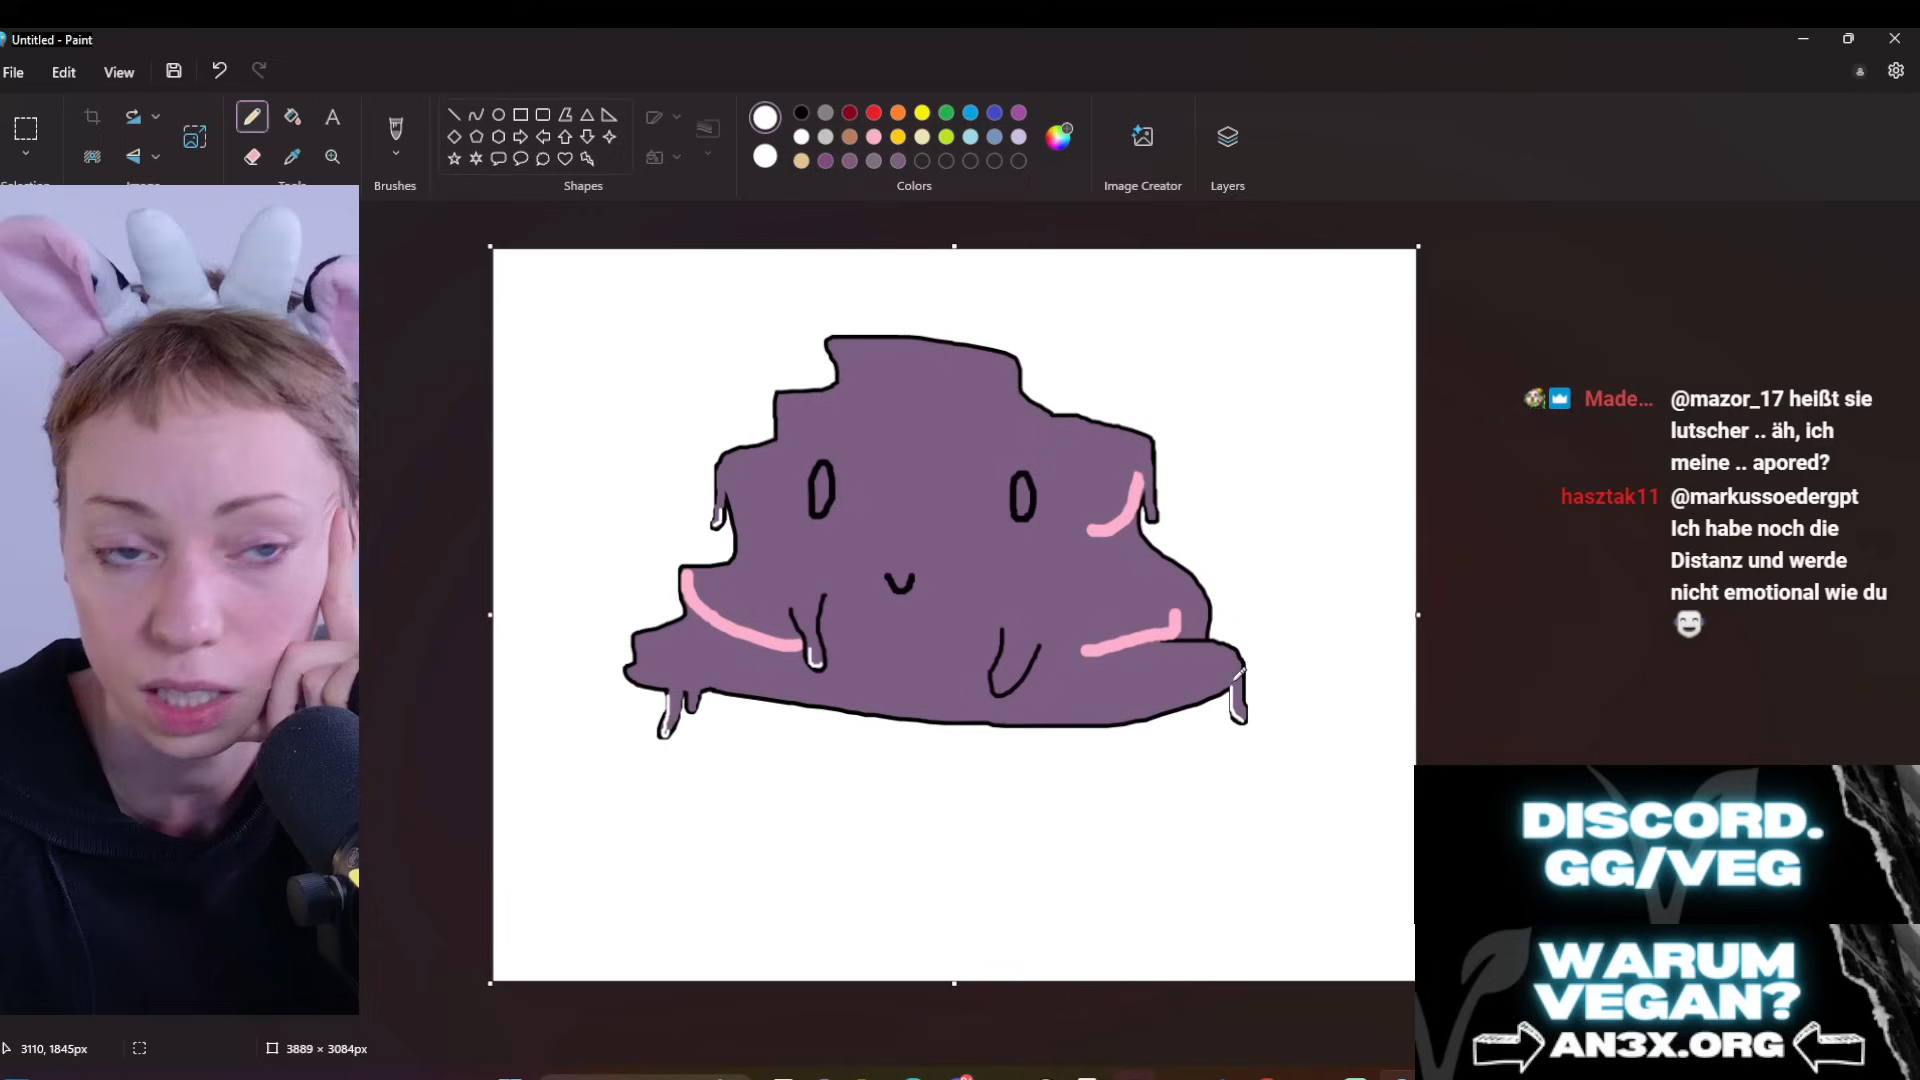 Untitled - Paint
File Edit View
Image Tools
Brushes
Shapes
Colors
Image Creator
Layers
Made... @mazor_17 heißt sie
lutscher .. äh, ich
meine .. apored?
hasztak11 @markussoedergpt
Ich habe noch die
Distanz und werde
nicht emotional wie du
DISCORD.
GG/VEG
WARUM
VEGAN?
AN3X.ORG
3110, 1845px
3889 × 3084px